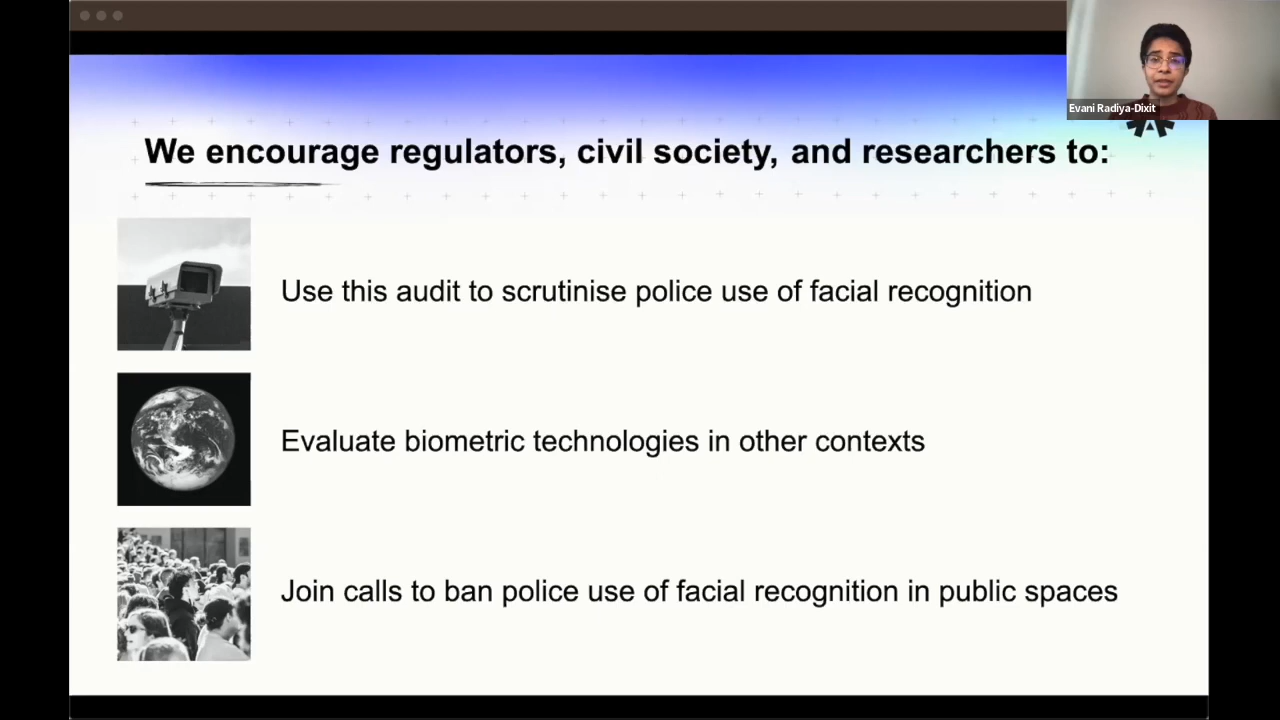 Evani Radiya-Dixit
We encourage regulators, civil society, and researchers to:
Use this audit to scrutinise police use of facial recognition
Evaluate biometric technologies in other contexts
Join calls to ban police use of facial recognition in public spaces